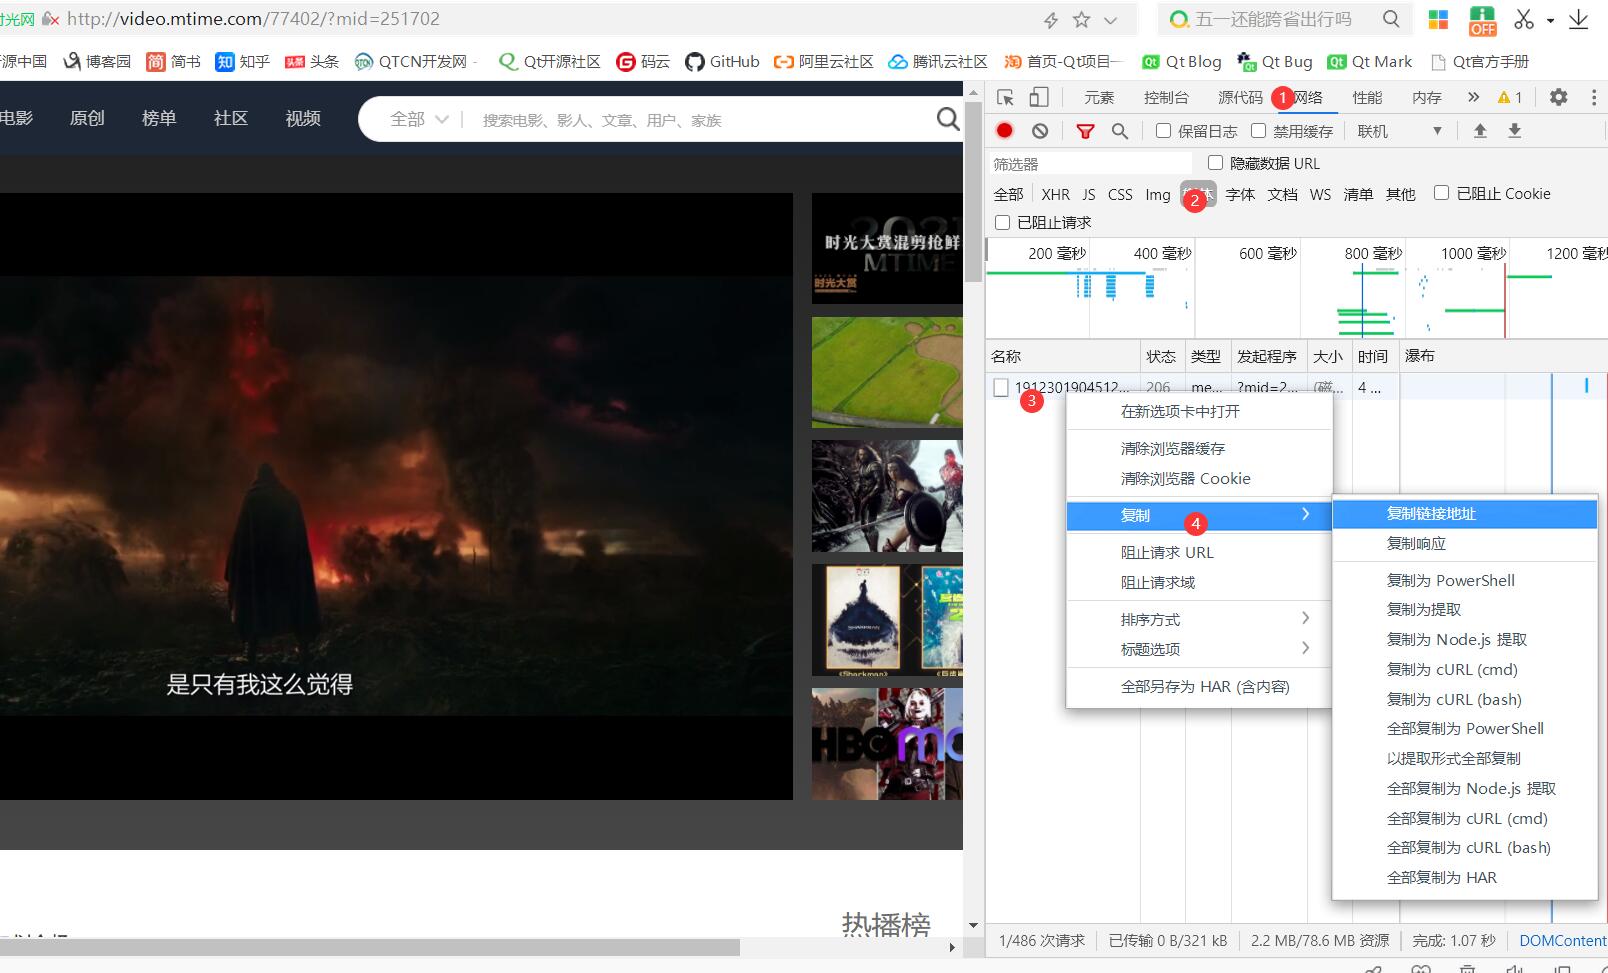 时光网 http://video.mtime.com/77402/?mid=251702 五一还能跨省出行吗 OFF
源中国 博客园 简 简书 知 知乎 头条 头条 QTCN开发网 Qt开源社区 码云 GitHub 阿里云社区 腾讯云社区 淘 首页-Qt项目一 Qt Qt Blog Qt Bug Qt Qt Mark Qt官方手册
电影 原创 榜单 社区 视频 全部 搜索电影、影人、文章、用户、家族
元素 控制台 源代码 1 网络 性能 内存 » 1
保留日志 禁用缓存 联机
筛选器 隐藏数据 URL
全部 XHR JS CSS Img 2 字体 文档 WS 清单 其他 已阻止 Cookie
已阻止请求
200 毫秒 400 毫秒 600 毫秒 800 毫秒 1000 毫秒 1200 毫秒
时光大赏混剪抢鲜
MTIME
时光大赏
名称 状态 类型 发起程序 大小 时间 瀑布
1912301904512... 206 me... ?mid=2... (磁... 4 ...
3
在新选项卡中打开
清除浏览器缓存
清除浏览器 Cookie
复制 4
阻止请求 URL
阻止请求域
排序方式
标题选项
全部另存为 HAR (含内容)
复制链接地址
复制响应
复制为 PowerShell
复制为提取
复制为 Node.js 提取
复制为 cURL (cmd)
复制为 cURL (bash)
全部复制为 PowerShell
以提取形式全部复制
全部复制为 Node.js 提取
全部复制为 cURL (cmd)
全部复制为 cURL (bash)
全部复制为 HAR
是只有我这么觉得
《Sharkman》
HBO
热播榜
1/486 次请求 已传输 0 B/321 kB 2.2 MB/78.6 MB 资源 完成: 1.07 秒 DOMContent